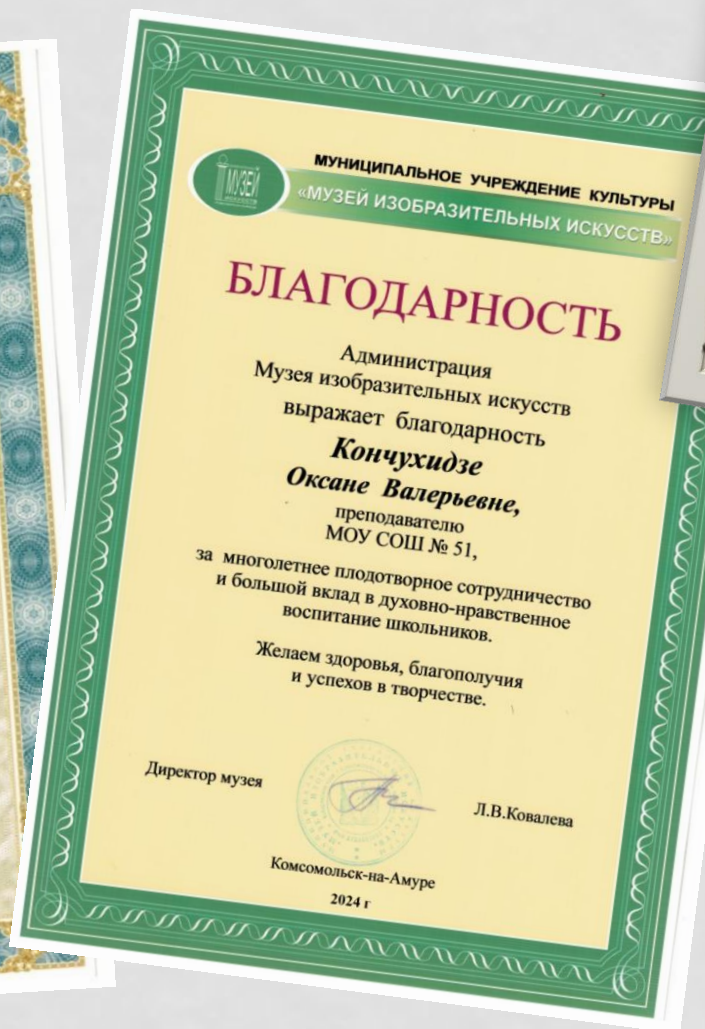 МУЗЕЙ
ИСКУССТВ
МУНИЦИПАЛЬНОЕ УЧРЕЖДЕНИЕ КУЛЬТУРЫ
«МУЗЕЙ ИЗОБРАЗИТЕЛЬНЫХ ИСКУССТВ»
БЛАГОДАРНОСТЬ
Администрация
Музея изобразительных искусств
выражает благодарность
Кончухидзе
Оксане Валерьевне,
преподавателю
МОУ СОШ № 51,
за многолетнее плодотворное сотрудничество
и большой вклад в духовно-нравственное
воспитание школьников.
Желаем здоровья, благополучия
и успехов в творчестве.
Директор музея
Л.В.Ковалева
Комсомольск-на-Амуре
2024 г